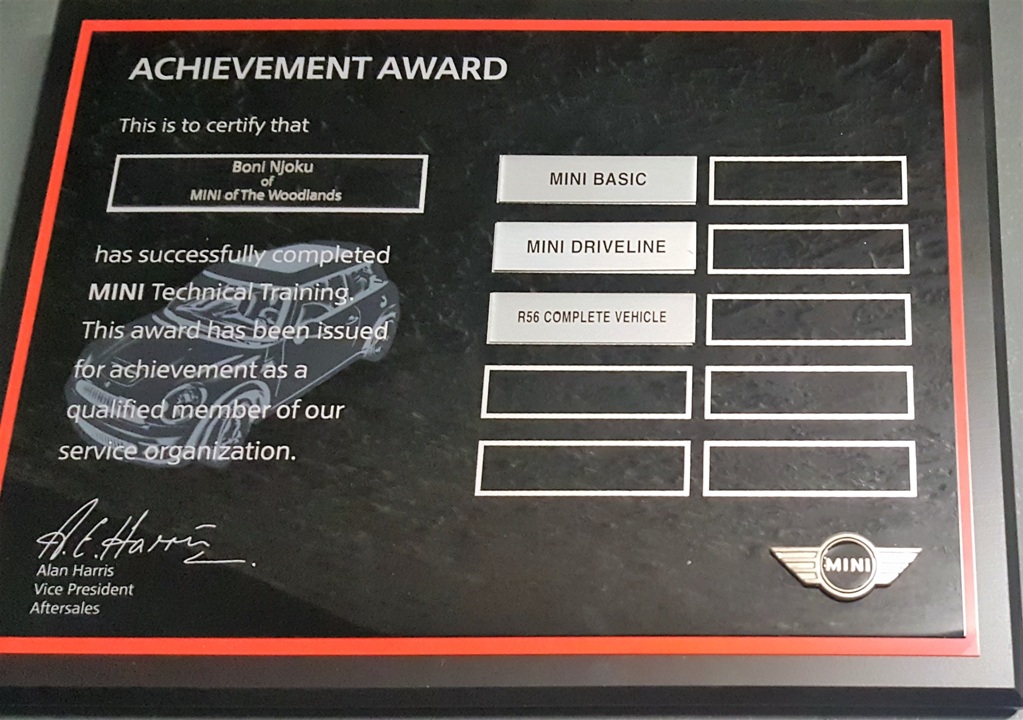 ACHIEVEMENT AWARD
This is to certify that
Boni Njoku
of
MINI of The Woodlands
has successfully completed
MINI Technical Training.
This award has been issued
for achievement as a
qualified member of our
service organization.
A.E. Harris
Alan Harris
Vice President
Aftersales
MINI BASIC
MINI DRIVELINE
R56 COMPLETE VEHICLE
MINI